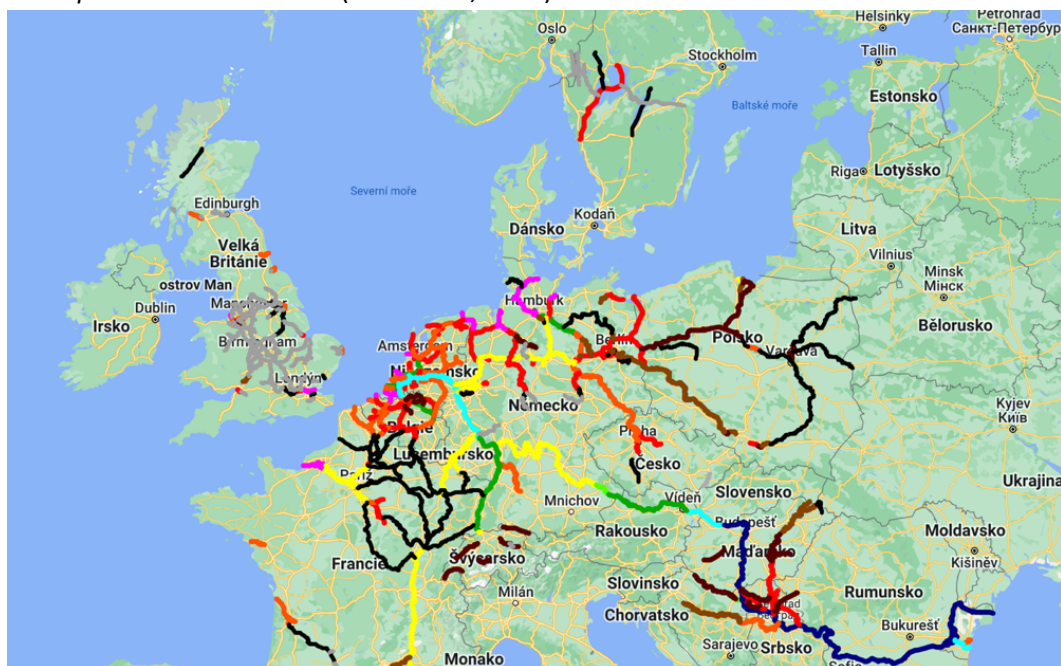 Oslo
Helsinky
Petrohrad
Санкт-Петербург
Stockholm
Tallin
Estonsko
Baltské moře
Severní moře
Riga
Lotyšsko
Edinburgh
Kodaň
Dánsko
Litva
Velká
Británie
Vilnius
ostrov Man
Minsk
Мінск
Dublin
Irsko
Hamburk
Bělorusko
Amsterdam
Polsko
Varšava
Birmingham
Londýn
Německo
Kyjev
Київ
Praha
Lucembursko
Česko
Paříž
Ukrajina
Mnichov
Vídeň
Slovensko
Rakousko
Budapešť
Moldavsko
Maďarsko
Kišiněv
Francie
Švýcarsko
Slovinsko
Milán
Rumunsko
Chorvatsko
Bukurešť
Sarajevo
Srbsko
Monako